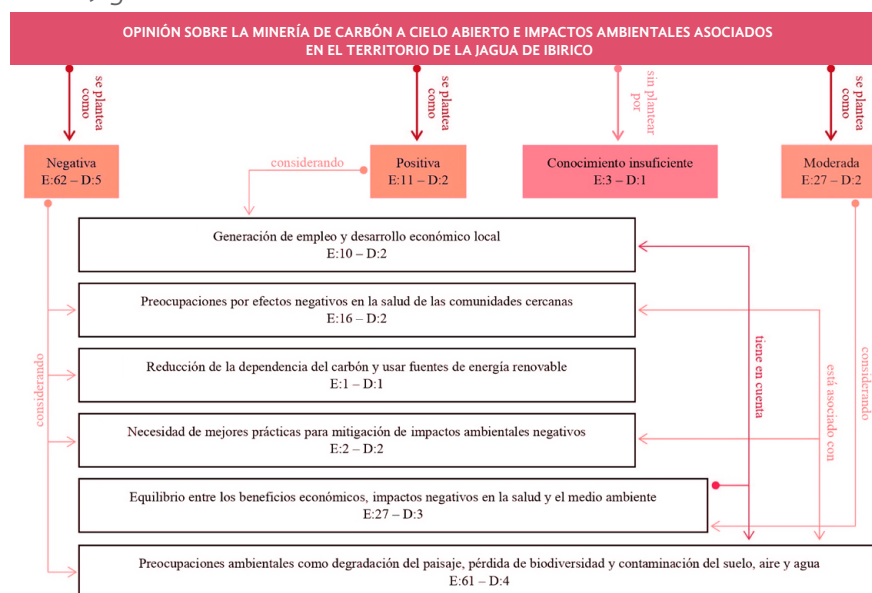 OPINIÓN SOBRE LA MINERÍA DE CARBÓN A CIELO ABIERTO E IMPACTOS AMBIENTALES ASOCIADOS
EN EL TERRITORIO DE LA JAGUA DE IBIRICO
se plantea
como
se plantea
como
sin plantear
por
se plantea
como
Negativa
E:62 – D:5
considerando
Positiva
E:11 – D:2
Conocimiento insuficiente
E:3 – D:1
Moderada
E:27 – D:2
Generación de empleo y desarrollo económico local
E:10 – D:2
Preocupaciones por efectos negativos en la salud de las comunidades cercanas
E:16 – D:2
Reducción de la dependencia del carbón y usar fuentes de energía renovable
E:1 – D:1
Necesidad de mejores prácticas para mitigación de impactos ambientales negativos
E:2 – D:2
Equilibrio entre los beneficios económicos, impactos negativos en la salud y el medio ambiente
E:27 – D:3
Preocupaciones ambientales como degradación del paisaje, pérdida de biodiversidad y contaminación del suelo, aire y agua
E:61 – D:4
considerando
tiene en cuenta
está asociado con
considerando